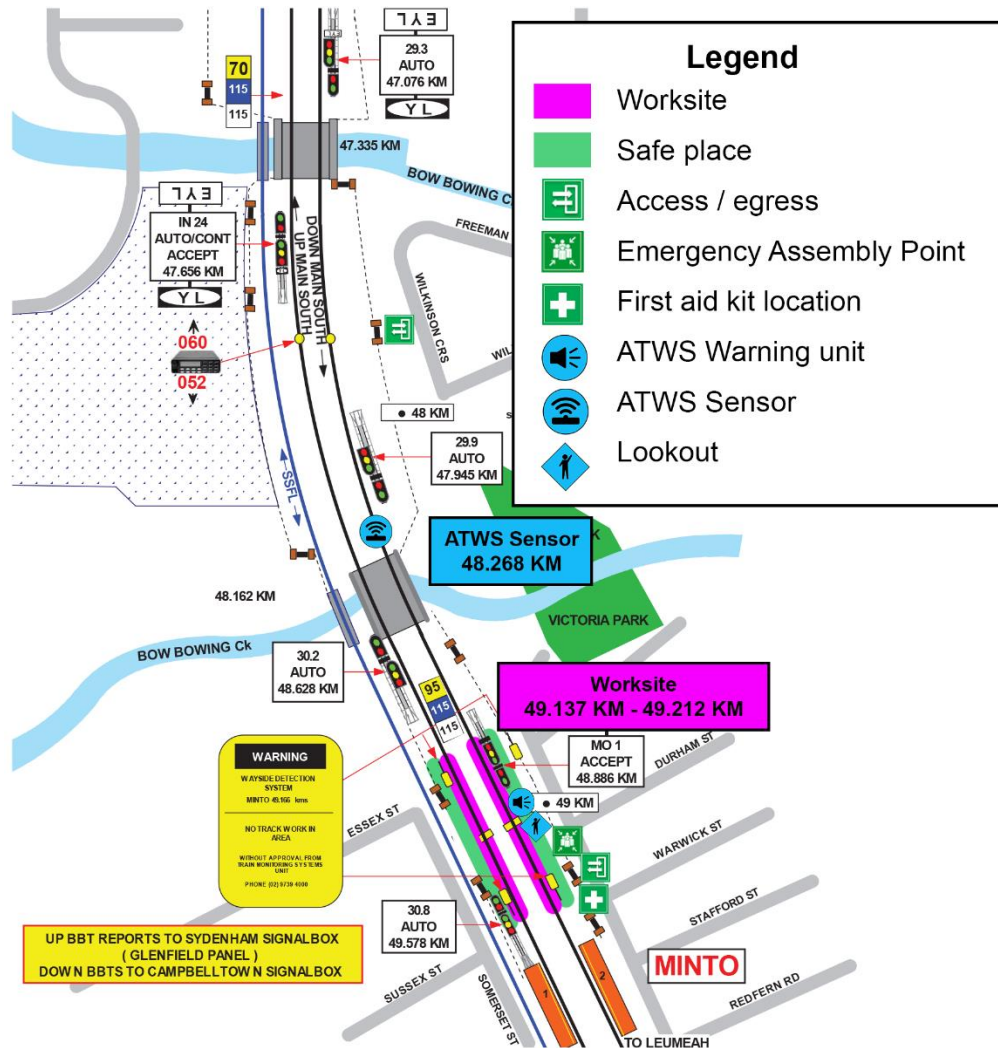 EYL
29.3
AUTO
47.076 KM
YL
70
115
115
47.335 KM
BOW BOWING C
FREEMAN
EYL
IN 24
AUTO/CONT
ACCEPT
47.656 KM
YL
DOWN MAIN SOUTH
UP MAIN SOUTH
WILKINSON CRS
WIL
060
052
48 KM
29.9
AUTO
47.945 KM
SSFL
ATWS Sensor
48.268 KM
K
VICTORIA PARK
48.162 KM
BOW BOWING Ck
30.2
AUTO
48.628 KM
95
115
115
Worksite
49.137 KM - 49.212 KM
MO 1
ACCEPT
48.886 KM
DURHAM ST
49 KM
WARNING
WAYSIDE DETECTION
SYSTEM
MINTO 49.166 kms
NO TRACK WORK IN
AREA
WITHOUT APPROVAL FROM
TRAIN MONITORING SYSTEMS
UNIT
PHONE (02) 9739 4000
ESSEX ST
WARWICK ST
STAFFORD ST
30.8
AUTO
49.578 KM
UP BBT REPORTS TO SYDENHAM SIGNALBOX
( GLENFIELD PANEL )
DOWN BBTS TO CAMPBELLTOWN SIGNALBOX
SUSSEX ST
SOMERSET ST
1
2
MINTO
REDFERN RD
TO LEUMEAH
Legend
Worksite
Safe place
Access / egress
Emergency Assembly Point
First aid kit location
ATWS Warning unit
ATWS Sensor
Lookout